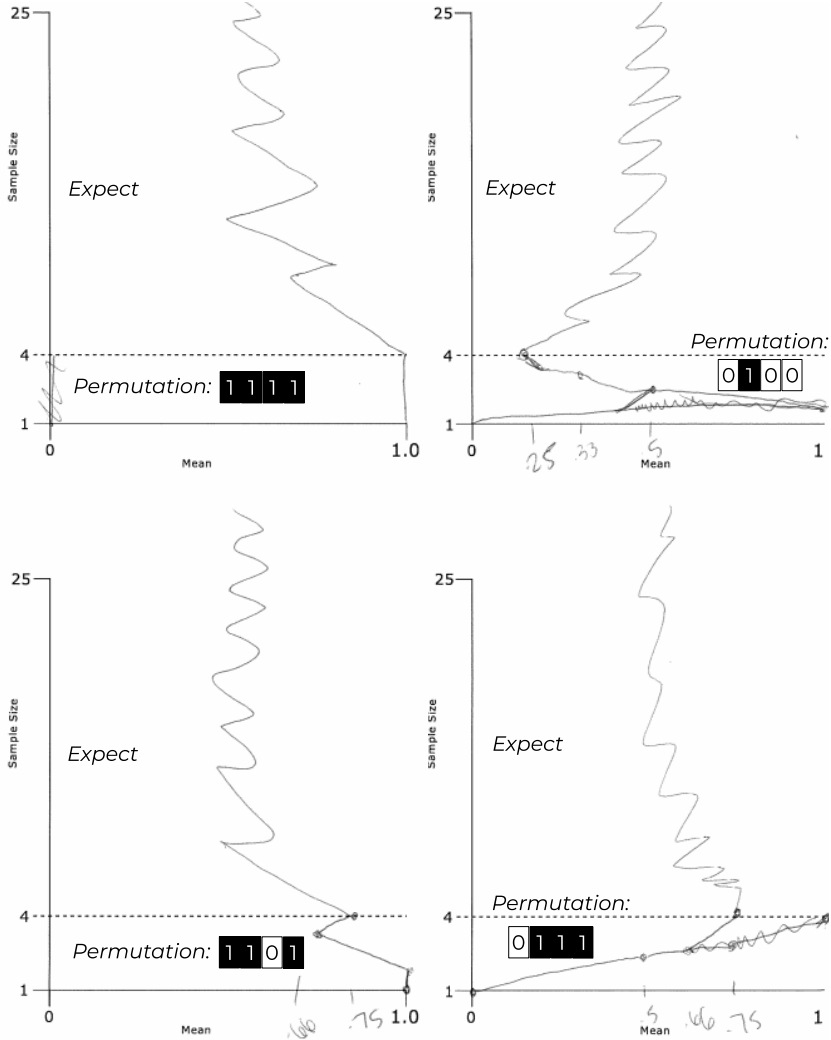 25
Sample Size
Expect
4
Permutation: 1 1 1 1
1
0
1.0
Mean
25
Sample Size
Expect
Permutation:
4
0 1 0 0
1
0
1
.25
.33
.5
Mean
25
Sample Size
Expect
4
Permutation: 1 1 0 1
1
0
1.0
.66
.75
Mean
25
Sample Size
Expect
Permutation:
4
0 1 1 1
1
0
1
.5
.66
.75
Mean